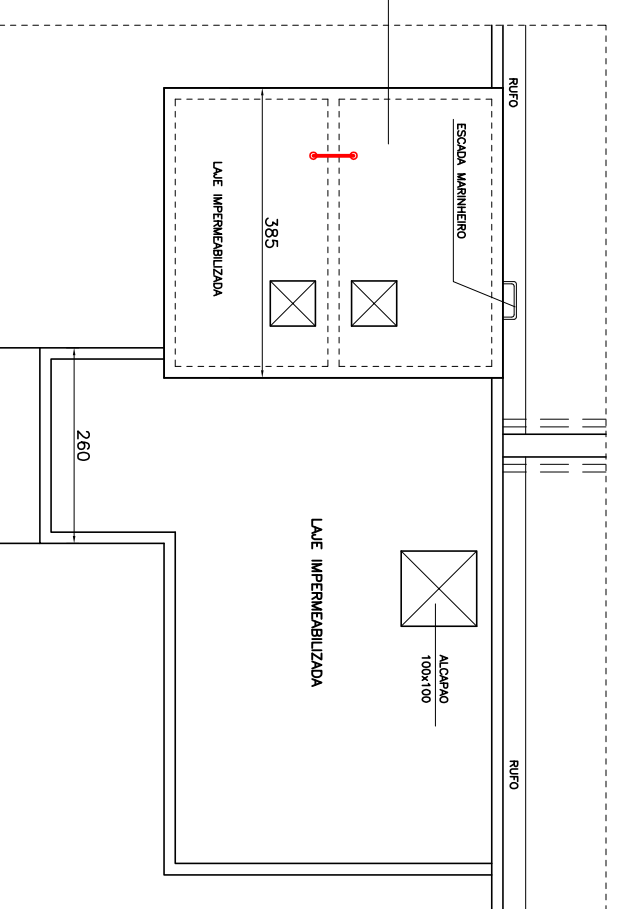 RUFO
ESCADA MARINHEIRO
LAJE IMPERMEABILIZADA
385
260
LAJE IMPERMEABILIZADA
ALCAPAO
100x100
RUFO